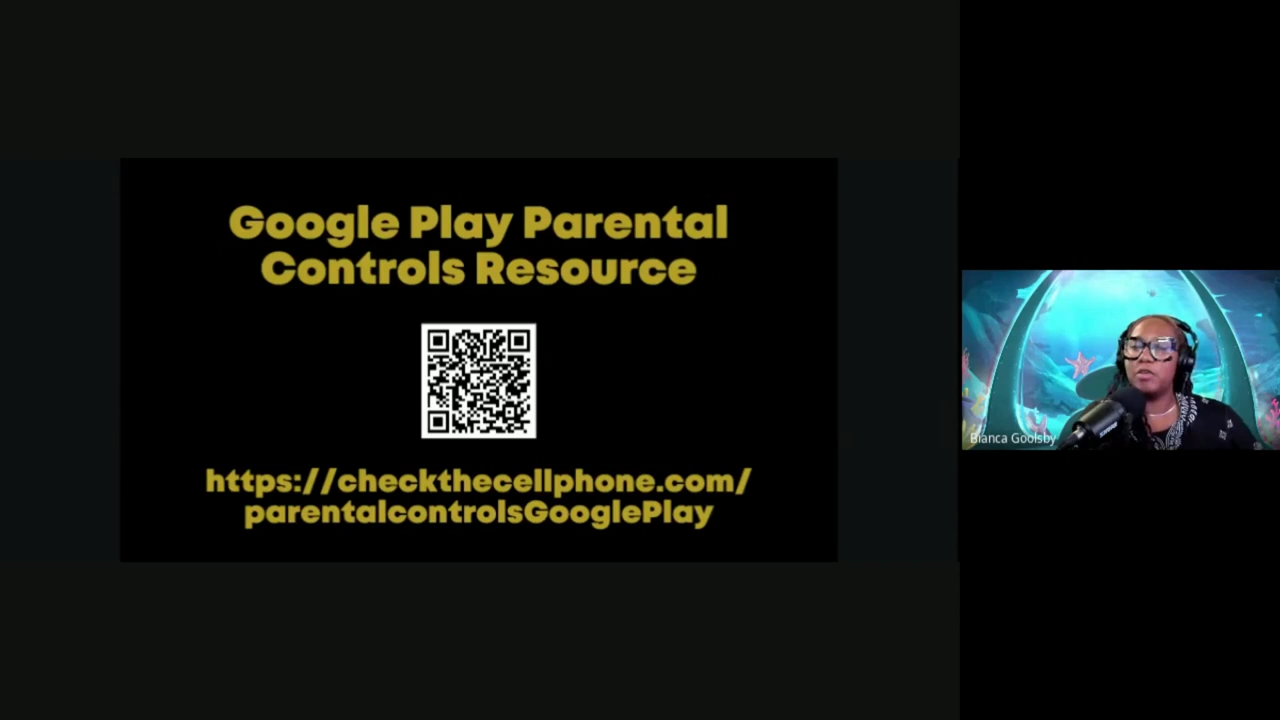 Google Play Parental
Controls Resource
https://checkthecellphone.com/
parentalcontrolsGooglePlay
Bianca Goolsby